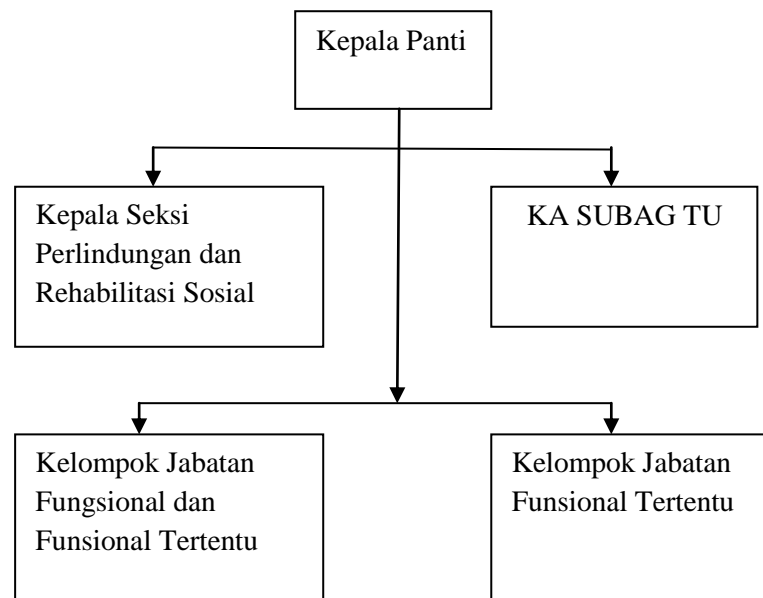 Kepala Panti
Kepala Seksi
Perlindungan dan
Rehabilitasi Sosial
KA SUBAG TU
Kelompok Jabatan
Fungsional dan
Funsional Tertentu
Kelompok Jabatan
Funsional Tertentu